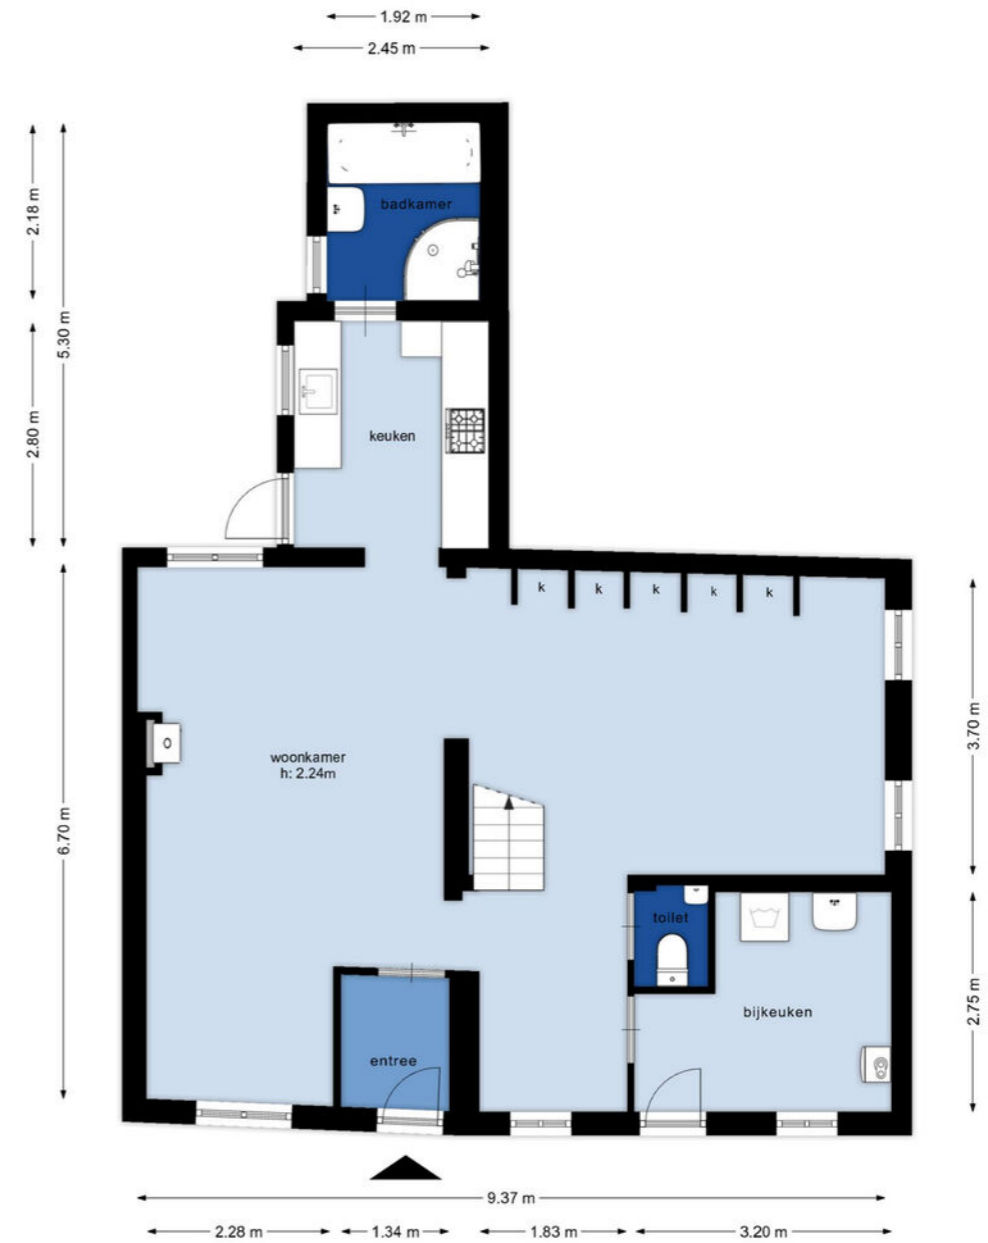 1.92 m
2.45 m
2.18 m
5.30 m
2.80 m
badkamer
keuken
k k k k k
woonkamer
h: 2.24m
3.70 m
6.70 m
toilet
bijkeuken
2.75 m
entree
9.37 m
2.28 m 1.34 m 1.83 m 3.20 m